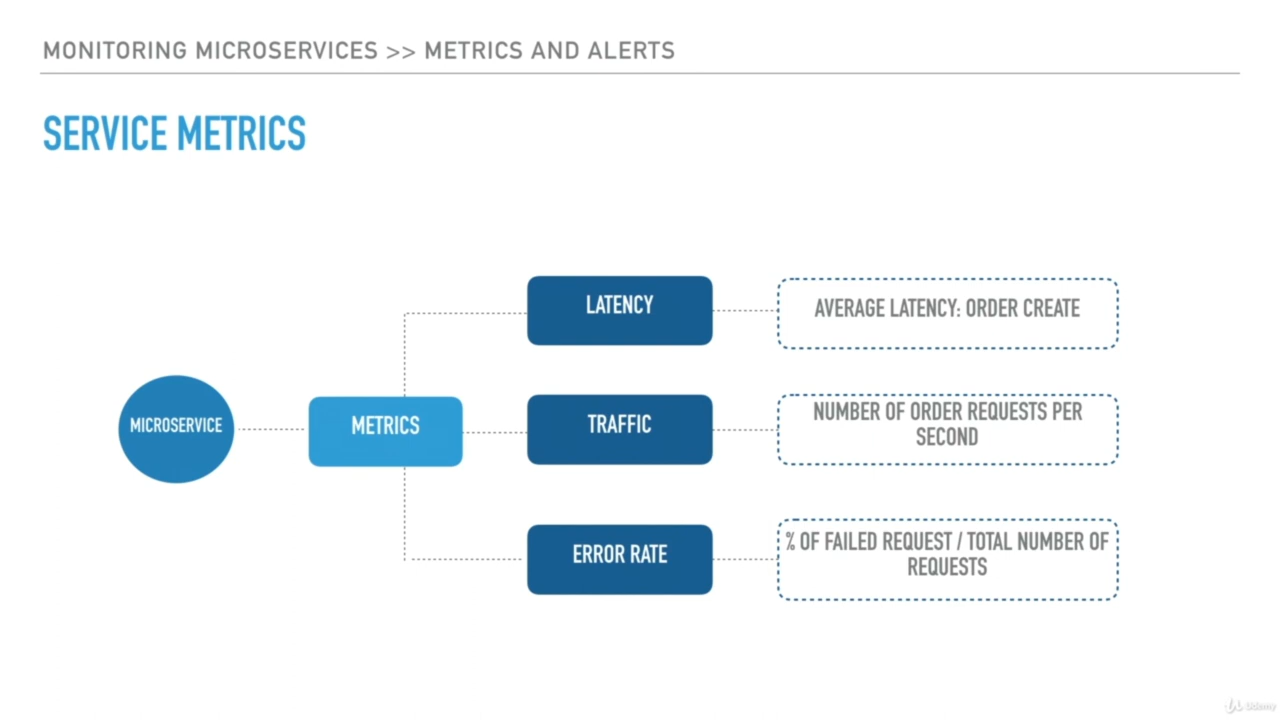 MONITORING MICROSERVICES >> METRICS AND ALERTS
SERVICE METRICS
LATENCY
AVERAGE LATENCY: ORDER CREATE
MICROSERVICE
METRICS
TRAFFIC
NUMBER OF ORDER REQUESTS PER
SECOND
ERROR RATE
% OF FAILED REQUEST / TOTAL NUMBER OF
REQUESTS
Udemy